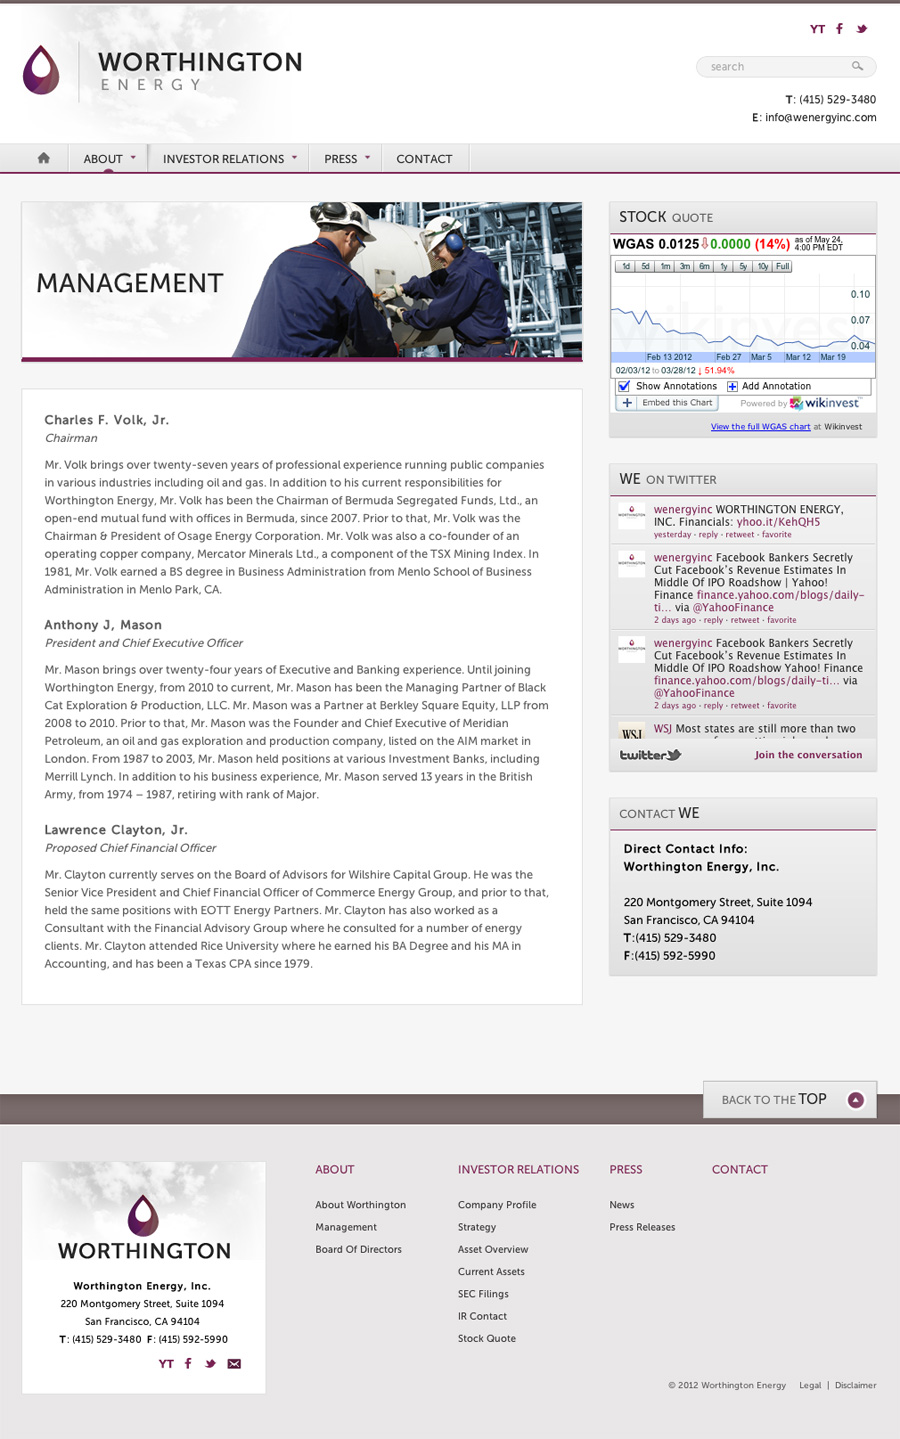 YT
WORTHINGTON
ENERGY
search
T: (415) 529-3480
E: info@wenergyinc.com
ABOUT
INVESTOR RELATIONS
PRESS
CONTACT
MANAGEMENT
Charles F. Volk, Jr.
Chairman
Mr. Volk brings over twenty-seven years of professional experience running public companies
in various industries including oil and gas. In addition to his current responsibilities for
Worthington Energy, Mr. Volk has been the Chairman of Bermuda Segregated Funds, Ltd., an
open-end mutual fund with offices in Bermuda, since 2007. Prior to that, Mr. Volk was the
Chairman & President of Osage Energy Corporation. Mr. Volk was also a co-founder of an
operating copper company, Mercator Minerals Ltd., a component of the TSX Mining Index. In
1981, Mr. Volk earned a BS degree in Business Administration from Menlo School of Business
Administration in Menlo Park, CA.
Anthony J, Mason
President and Chief Executive Officer
Mr. Mason brings over twenty-four years of Executive and Banking experience. Until joining
Worthington Energy, from 2010 to current, Mr. Mason has been the Managing Partner of Black
Cat Exploration & Production, LLC. Mr. Mason was a Partner at Berkley Square Equity, LLP from
2008 to 2010. Prior to that, Mr. Mason was the Founder and Chief Executive of Meridian
Petroleum, an oil and gas exploration and production company, listed on the AIM market in
London. From 1987 to 2003, Mr. Mason held positions at various Investment Banks, including
Merrill Lynch. In addition to his business experience, Mr. Mason served 13 years in the British
Army, from 1974 – 1987, retiring with rank of Major.
Lawrence Clayton, Jr.
Proposed Chief Financial Officer
Mr. Clayton currently serves on the Board of Advisors for Wilshire Capital Group. He was the
Senior Vice President and Chief Financial Officer of Commerce Energy Group, and prior to that,
held the same positions with EOTT Energy Partners. Mr. Clayton has also worked as a
Consultant with the Financial Advisory Group where he consulted for a number of energy
clients. Mr. Clayton attended Rice University where he earned his BA Degree and his MA in
Accounting, and has been a Texas CPA since 1979.
STOCK QUOTE
WGAS 0.0125 0.0000 (14%) as of May 24,
4:00 PM EDT
1d 5d 1m 3m 6m 1y 5y 10y Full
0.10
0.07
0.04
wikinvest
Feb 13 2012 Feb 27 Mar 5 Mar 12 Mar 19
02/03/12 to 03/28/12 ↓ 51.94%
Show Annotations Add Annotation
Embed this Chart Powered by wikinvest™
View the full WGAS chart at Wikinvest
WE ON TWITTER
WORTHINGTON
wenergyinc WORTHINGTON ENERGY,
INC. Financials: yhoo.it/KehQH5
yesterday · reply · retweet · favorite
WORTHINGTON
wenergyinc Facebook Bankers Secretly
Cut Facebook's Revenue Estimates In
Middle Of IPO Roadshow | Yahoo!
Finance finance.yahoo.com/blogs/daily-
ti... via @YahooFinance
2 days ago · reply · retweet · favorite
WORTHINGTON
wenergyinc Facebook Bankers Secretly
Cut Facebook's Revenue Estimates In
Middle Of IPO Roadshow Yahoo! Finance
finance.yahoo.com/blogs/daily-ti... via
@YahooFinance
2 days ago · reply · retweet · favorite
WSJ
WSJ Most states are still more than two
twitter
Join the conversation
CONTACT WE
Direct Contact Info:
Worthington Energy, Inc.
220 Montgomery Street, Suite 1094
San Francisco, CA 94104
T:(415) 529-3480
F:(415) 592-5990
BACK TO THE TOP
WORTHINGTON
Worthington Energy, Inc.
220 Montgomery Street, Suite 1094
San Francisco, CA 94104
T: (415) 529-3480 F: (415) 592-5990
YT
ABOUT
About Worthington
Management
Board Of Directors
INVESTOR RELATIONS
Company Profile
Strategy
Asset Overview
Current Assets
SEC Filings
IR Contact
Stock Quote
PRESS
News
Press Releases
CONTACT
© 2012 Worthington Energy Legal | Disclaimer